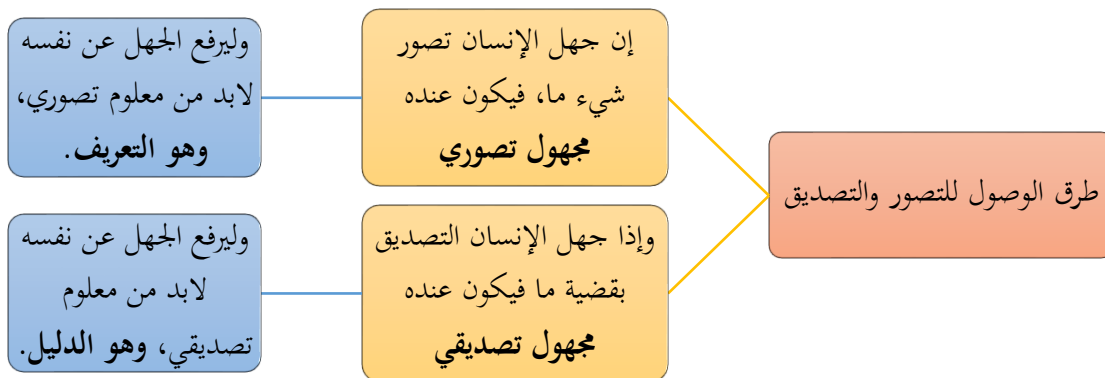 طرق الوصول للتصور والتصديق
إن جهل الإنسان تصور
شيء ما، فيكون عنده
مجهول تصوري
وليرفع الجهل عن نفسه
لابد من معلوم تصوري،
وهو التعريف.
وإذا جهل الإنسان التصديق
بقضية ما فيكون عنده
مجهول تصديقي
وليرفع الجهل عن نفسه
لابد من معلوم
تصديقي، وهو الدليل.